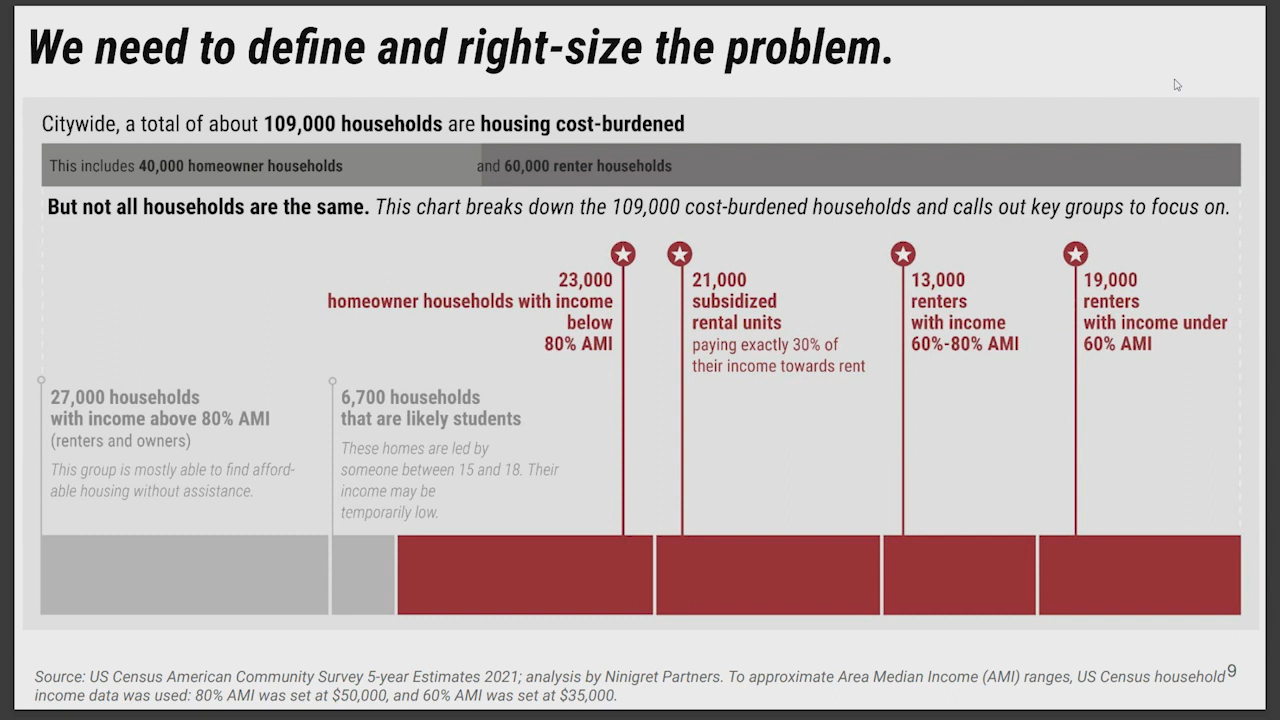 We need to define and right-size the problem.
Citywide, a total of about 109,000 households are housing cost-burdened
This includes 40,000 homeowner households and 60,000 renter households
But not all households are the same. This chart breaks down the 109,000 cost-burdened households and calls out key groups to focus on.
23,000
homeowner households with income
below
80% AMI
21,000
subsidized
rental units
paying exactly 30% of
their income towards rent
13,000
renters
with income
60%-80% AMI
19,000
renters
with income under
60% AMI
27,000 households
with income above 80% AMI
(renters and owners)
This group is mostly able to find afford-
able housing without assistance.
6,700 households
that are likely students
These homes are led by
someone between 15 and 18. Their
income may be
temporarily low.
Source: US Census American Community Survey 5-year Estimates 2021; analysis by Ninigret Partners. To approximate Area Median Income (AMI) ranges, US Census household
income data was used: 80% AMI was set at $50,000, and 60% AMI was set at $35,000.
9